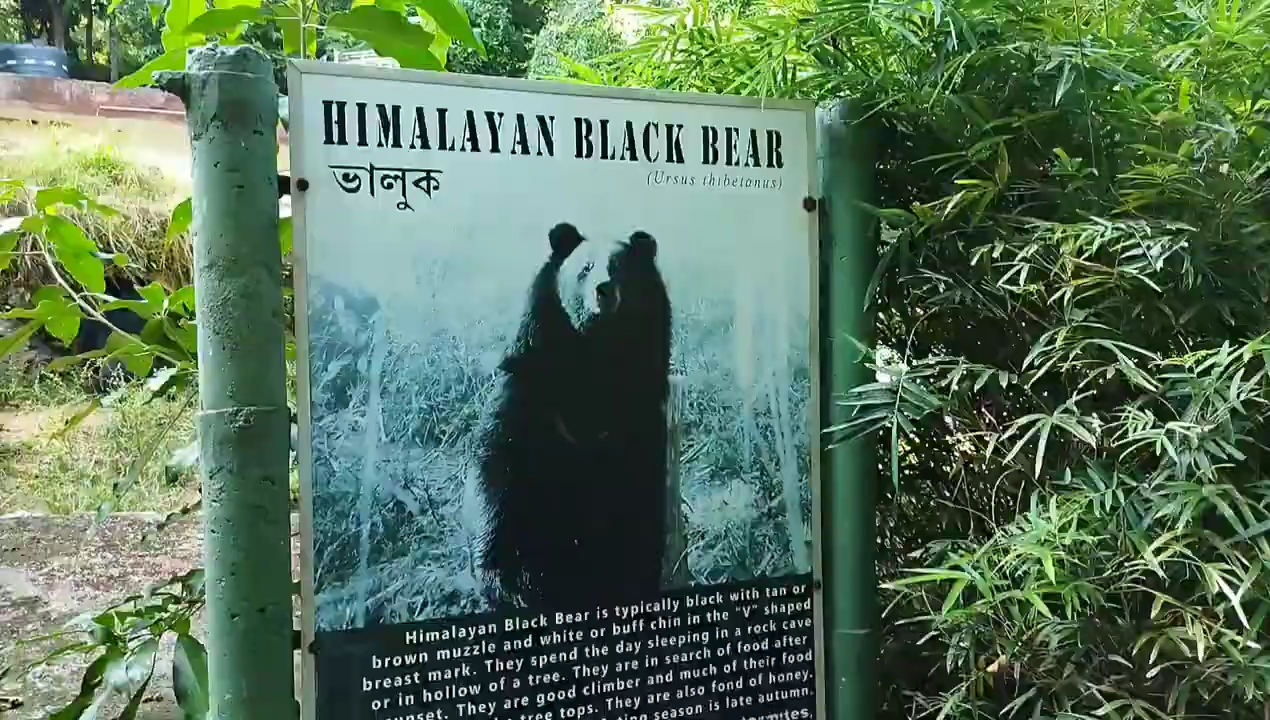 HIMALAYAN BLACK BEAR
(Ursus thibetanus)
ভালুক
Himalayan Black Bear is typically black with tan or
brown muzzle and white or buff chin in the "V" shaped
breast mark. They spend the day sleeping in a rock cave
or in hollow of a tree. They are in search of food after
sunset. They are good climber and much of their food
tree tops. They are also fond of honey.
season is late autumn.
termites,